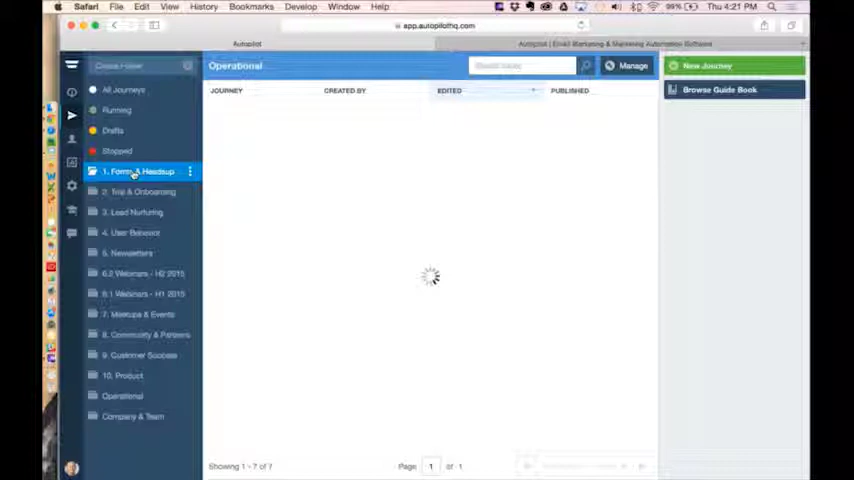 Safari File Edit View History Bookmarks Develop Window Help 99% Thu 4:21 PM
app.autopilothq.com
Autopilot Autopilot | Email Marketing & Marketing Automation Software
Create Folder Operational Manage New Journey
All Journeys JOURNEY CREATED BY EDITED PUBLISHED Browse Guide Book
Running
Drafts
Stopped
1. Forms & Headsup
2. Trial & Onboarding
3. Lead Nurturing
4. User Behavior
5. Newsletters
6.2 Webinars - H2 2015
6.1 Webinars - H1 2015
7. Meetups & Events
8. Community & Partners
9. Customer Success
10. Product
Operational
Company & Team
Showing 1 - 7 of 7 Page 1 of 1